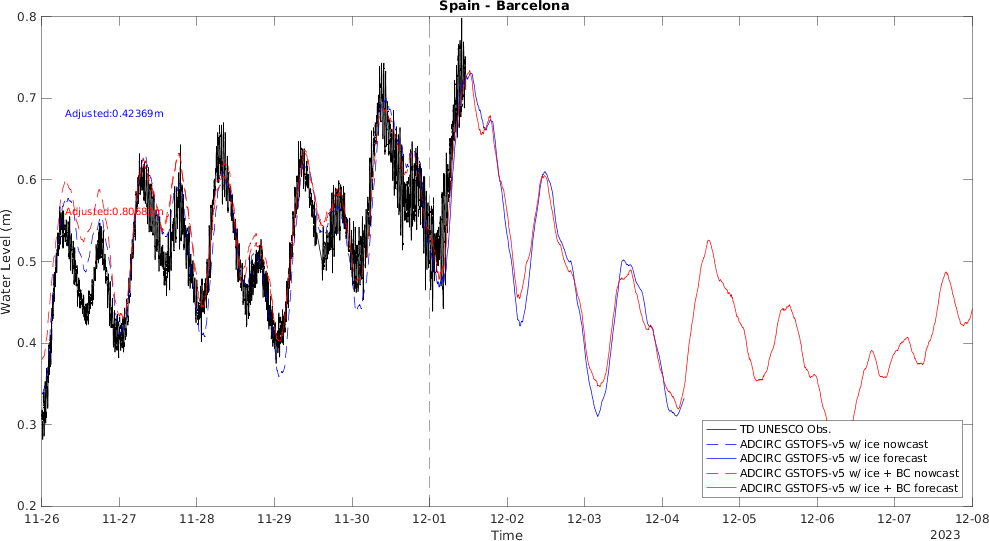 Spain - Barcelona
Water Level (m)
0.8
0.7
0.6
0.5
0.4
0.3
0.2
Adjusted:0.42369m
11-26
11-27
11-28
11-29
11-30
12-01
12-02
12-03
12-04
12-05
12-06
12-07
12-08
Time
2023
TD UNESCO Obs.
ADCIRC GSTOFS-v5 w/ ice nowcast
ADCIRC GSTOFS-v5 w/ ice forecast
ADCIRC GSTOFS-v5 w/ ice + BC nowcast
ADCIRC GSTOFS-v5 w/ ice + BC forecast